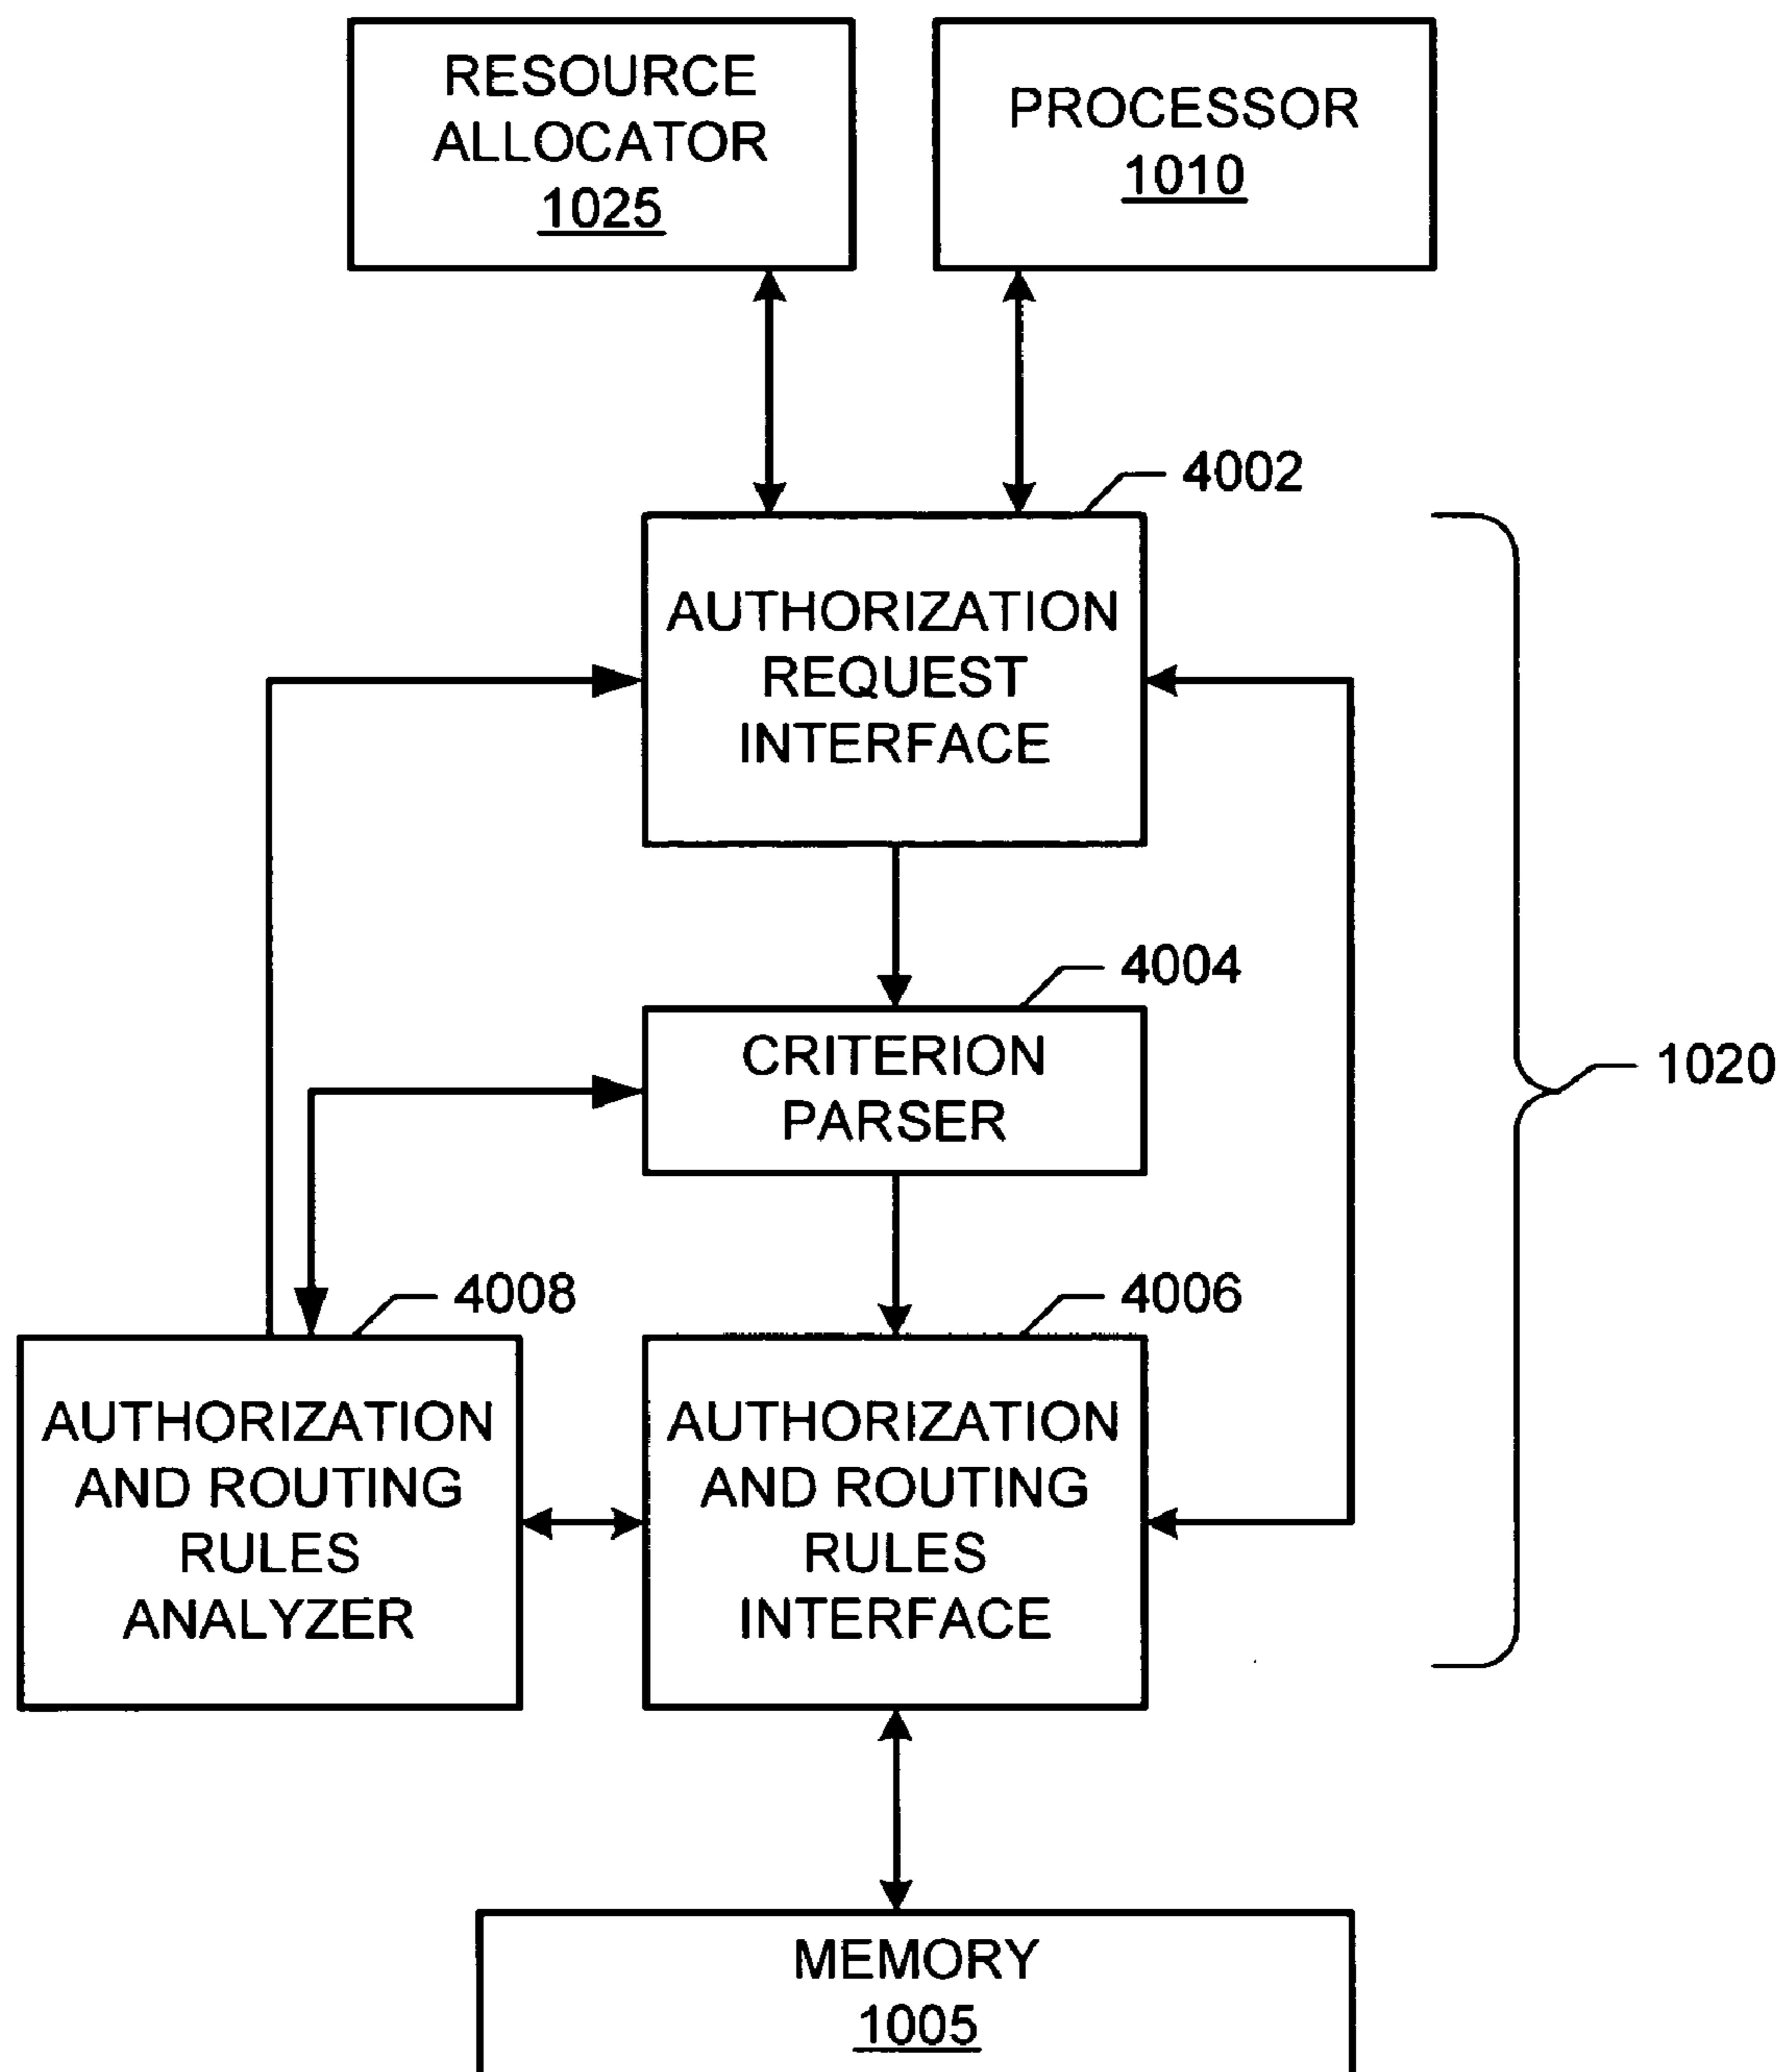 RESOURCE
ALLOCATOR
1025
PROCESSOR
1010
4002
AUTHORIZATION
REQUEST
INTERFACE
4004
CRITERION
PARSER
1020
4008
4006
AUTHORIZATION
AND ROUTING
RULES
ANALYZER
AUTHORIZATION
AND ROUTING
RULES
INTERFACE
MEMORY
1005